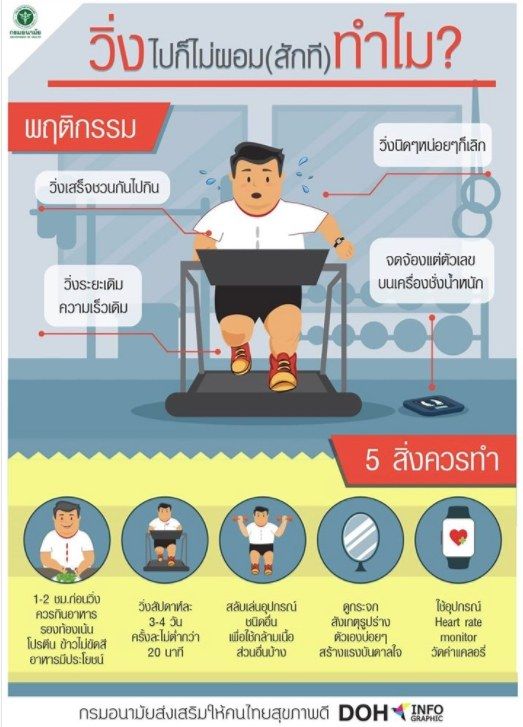 กรมอนามัย
DEPARTMENT OF HEALTH
วิ่งไปก็ไม่ผอม(สักที)ทำไม?
พฤติกรรม
วิ่งนิดๆหน่อยๆก็เลิก
วิ่งเสร็จชวนกันไปกิน
วิ่งระยะเดิม
ความเร็วเดิม
จดจ้องแต่ตัวเลข
บนเครื่องชั่งน้ำหนัก
5 สิ่งควรทำ
1-2 ชม.ก่อนวิ่ง
ควรกินอาหาร
รองท้องเน้น
โปรตีน ข้าวไม่ขัดสี
อาหารมีประโยชน์
วิ่งสัปดาห์ละ
3-4 วัน
ครั้งละไม่ต่ำกว่า
20 นาที
สลับเล่นอุปกรณ์
ชนิดอื่น
เพื่อใช้กล้ามเนื้อ
ส่วนอื่นบ้าง
ดูกระจก
สังเกตุรูปร่าง
ตัวเองบ่อยๆ
สร้างแรงบันดาลใจ
ใช้อุปกรณ์
Heart rate
monitor
วัดค่าแคลอรี่
กรมอนามัยส่งเสริมให้คนไทยสุขภาพดี DOH INFO
GRAPHIC